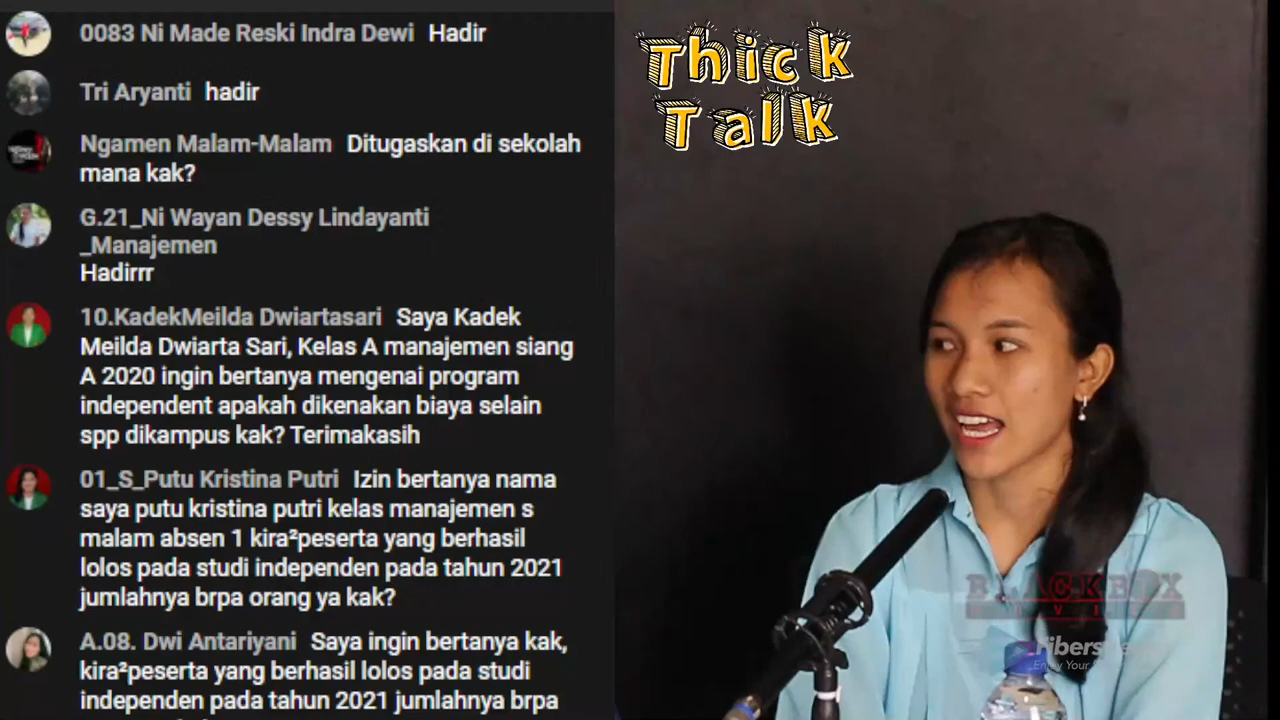 0083 Ni Made Reski Indra Dewi Hadir
Tri Aryanti hadir
Ngamen Malam-Malam Ditugaskan di sekolah
mana kak?
G.21_Ni Wayan Dessy Lindayanti
_Manajemen
Hadirrr
10.KadekMeilda Dwiartasari Saya Kadek
Meilda Dwiarta Sari, Kelas A manajemen siang
A 2020 ingin bertanya mengenai program
independent apakah dikenakan biaya selain
spp dikampus kak? Terimakasih
01_S_Putu Kristina Putri Izin bertanya nama
saya putu kristina putri kelas manajemen s
malam absen 1 kira²peserta yang berhasil
lolos pada studi independen pada tahun 2021
jumlahnya brpa orang ya kak?
A.08. Dwi Antariyani Saya ingin bertanya kak,
kira²peserta yang berhasil lolos pada studi
independen pada tahun 2021 jumlahnya brpa
Thick
Talk
BLACKBOX
Enjoy Your